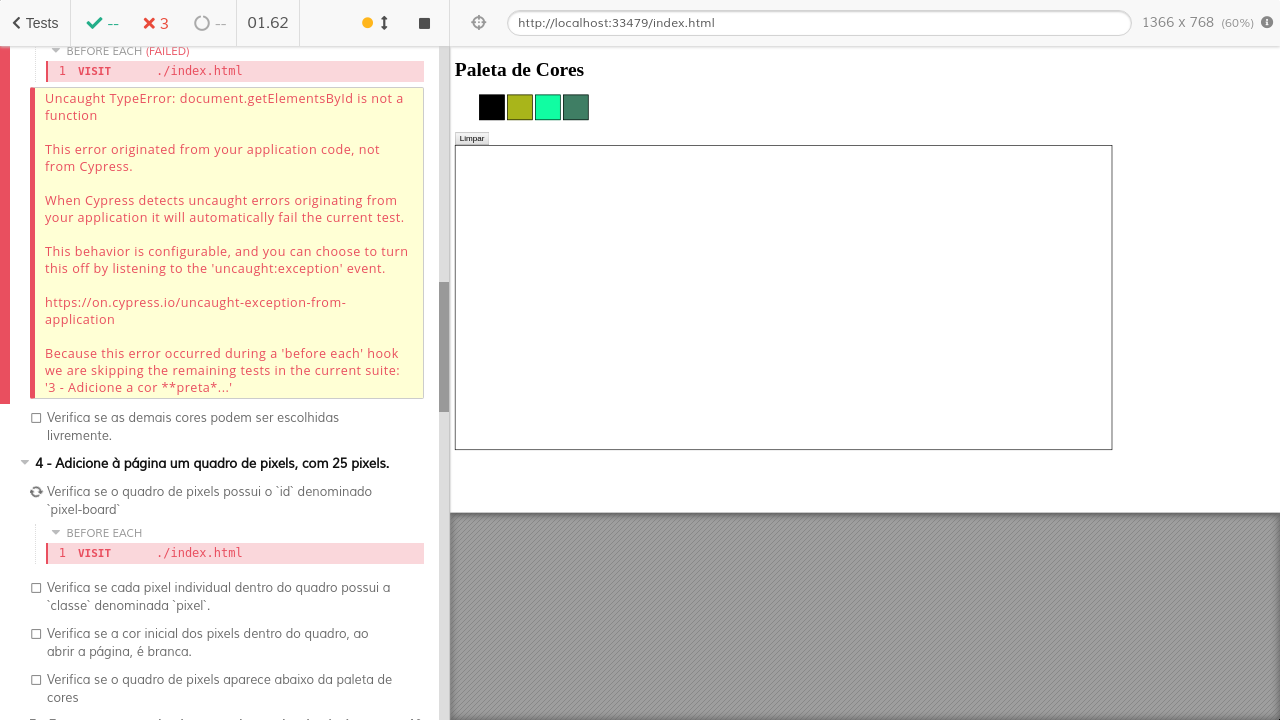 Tests
--
3
--
01.62
http://localhost:33479/index.html
1366 x 768 (60%)
BEFORE EACH (FAILED)
1 VISIT ./index.html
Uncaught TypeError: document.getElementsById is not a
function
This error originated from your application code, not
from Cypress.
When Cypress detects uncaught errors originating from
your application it will automatically fail the current test.
This behavior is configurable, and you can choose to turn
this off by listening to the 'uncaught:exception' event.
https://on.cypress.io/uncaught-exception-from-
application
Because this error occurred during a 'before each' hook
we are skipping the remaining tests in the current suite:
'3 - Adicione a cor **preta*...'
Verifica se as demais cores podem ser escolhidas
livremente.
4 - Adicione à página um quadro de pixels, com 25 pixels.
Verifica se o quadro de pixels possui o `id` denominado
`pixel-board`
BEFORE EACH
1 VISIT ./index.html
Verifica se cada pixel individual dentro do quadro possui a
`classe` denominada `pixel`.
Verifica se a cor inicial dos pixels dentro do quadro, ao
abrir a página, é branca.
Verifica se o quadro de pixels aparece abaixo da paleta de
cores
Paleta de Cores
Limpar